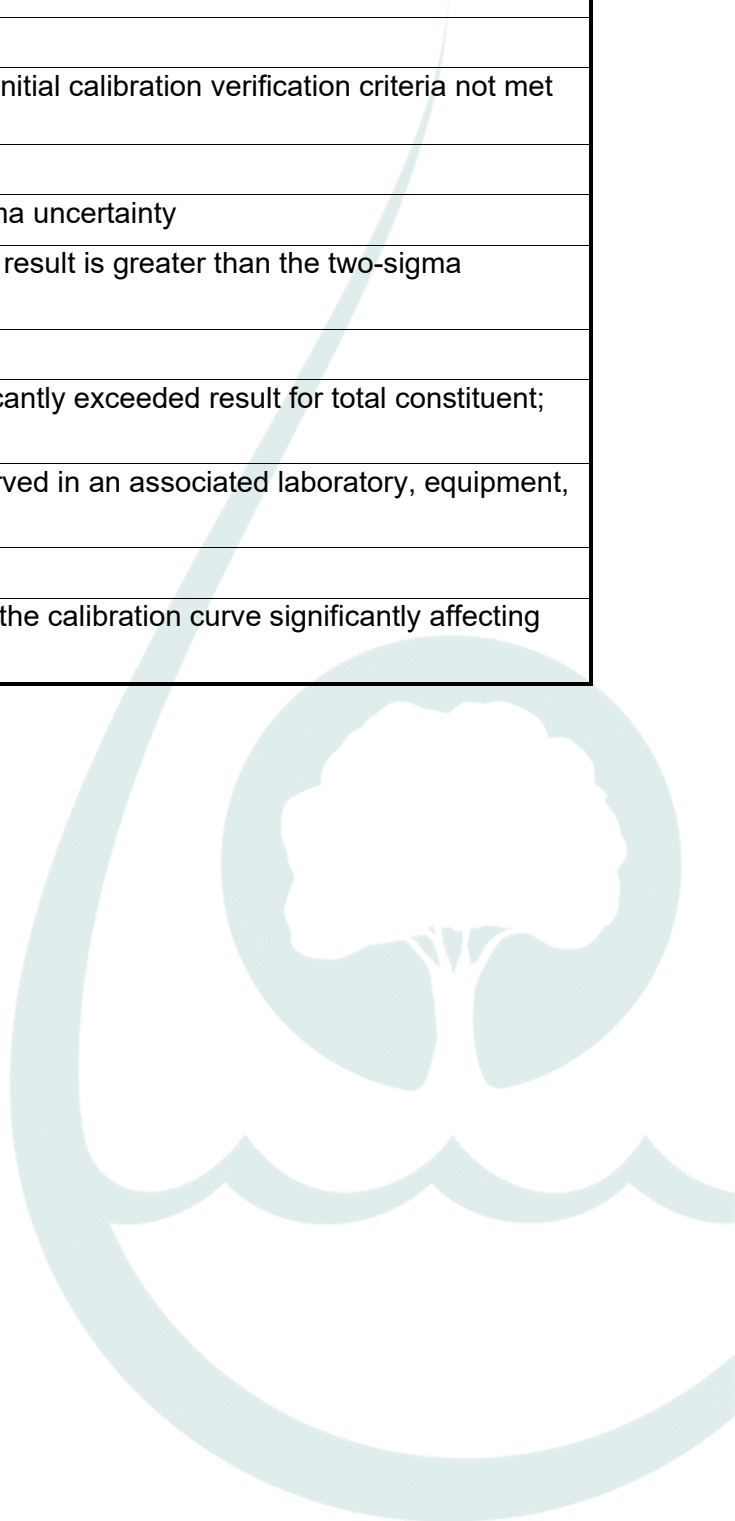 nitial calibration verification criteria not met
uncertainty
result is greater than the two-sigma
cantly exceeded result for total constituent;
rved in an associated laboratory, equipment,
the calibration curve significantly affecting